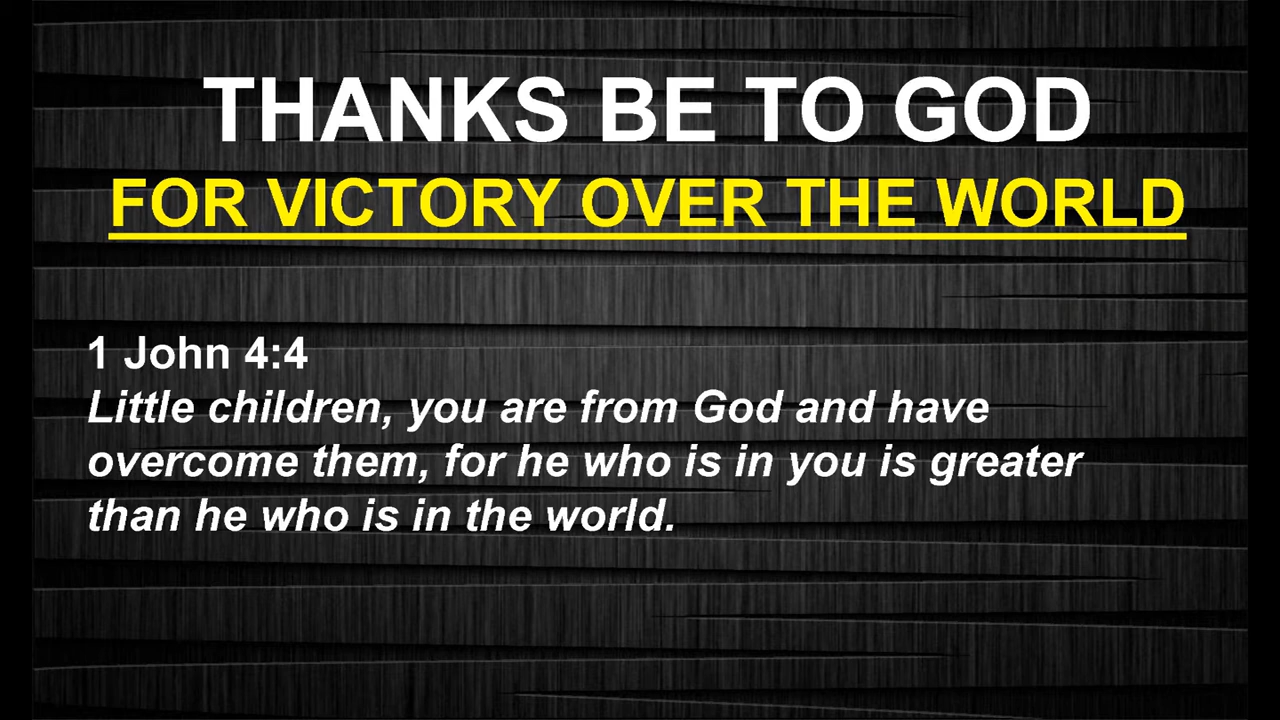 THANKS BE TO GOD
FOR VICTORY OVER THE WORLD
1 John 4:4
Little children, you are from God and have
overcome them, for he who is in you is greater
than he who is in the world.